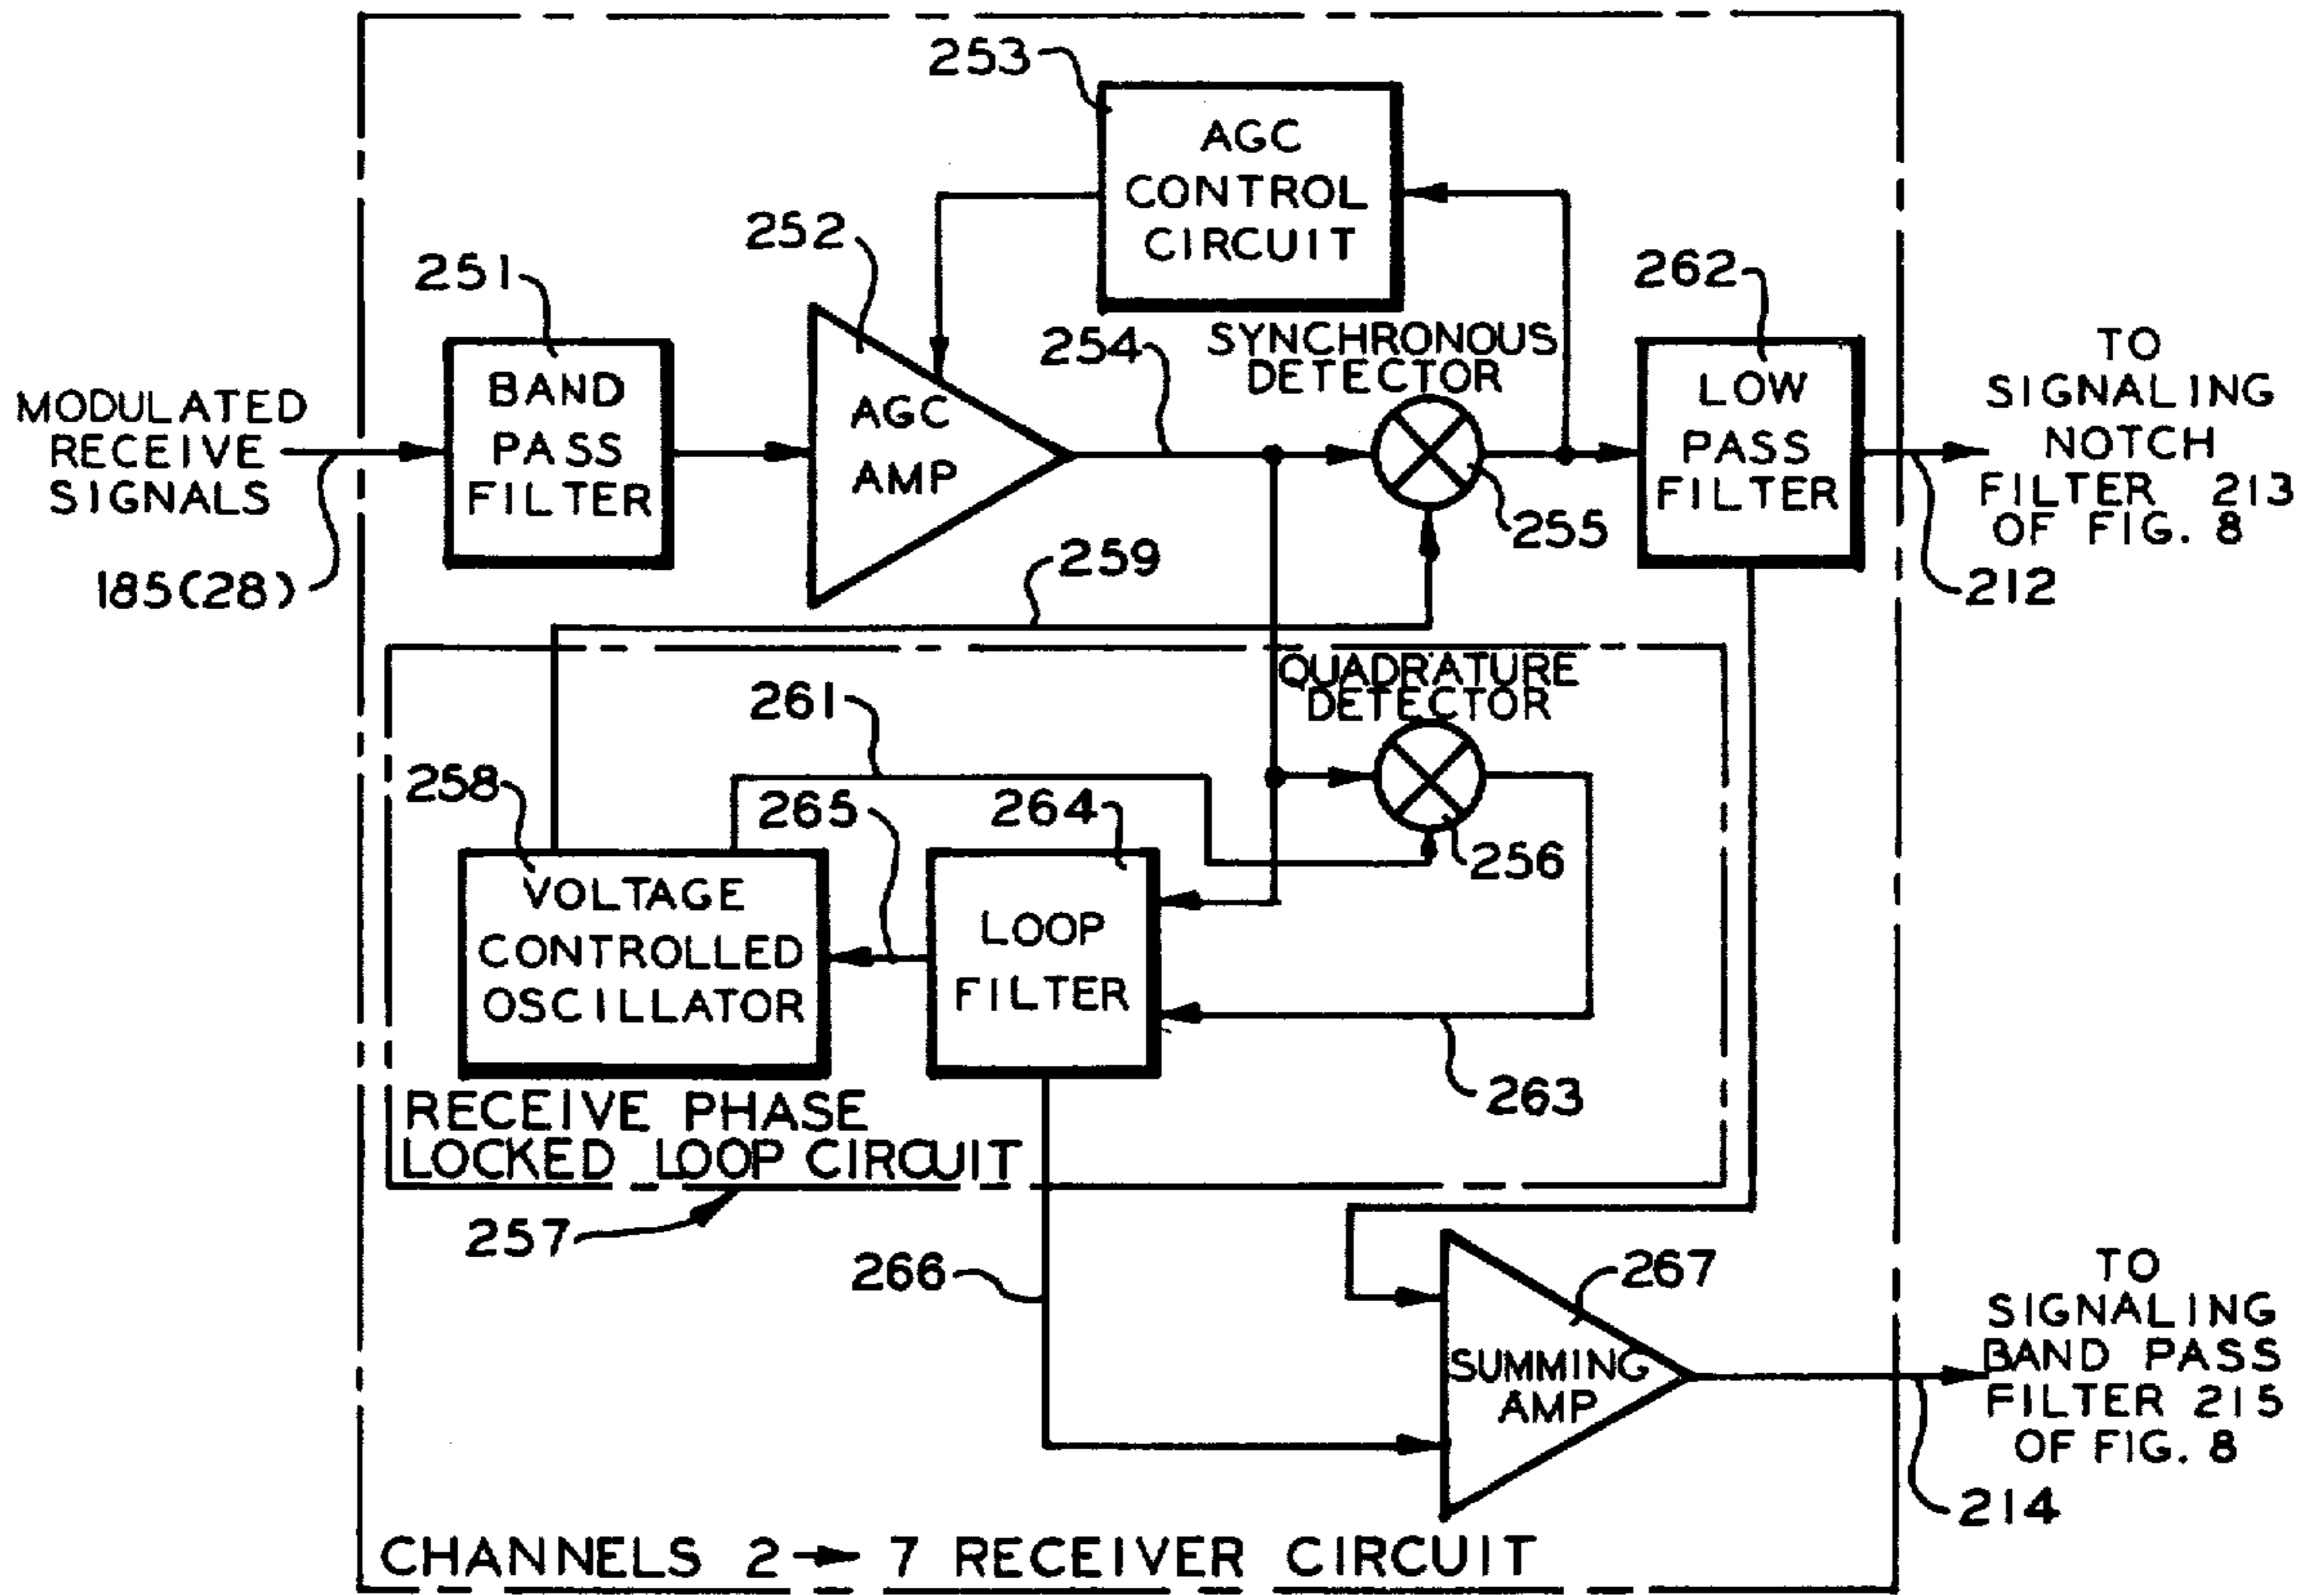 253
AGC
CONTROL
CIRCUIT
252
251
262
254
SYNCHRONOUS
DETECTOR
TO
SIGNALING
NOTCH
FILTER 213
OF FIG. 8
MODULATED
RECEIVE
SIGNALS
BAND
PASS
FILTER
AGC
AMP
LOW
PASS
FILTER
255
259
185(28)
212
QUADRATURE
DETECTOR
261
258
265
264
256
VOLTAGE
CONTROLLED
OSCILLATOR
LOOP
FILTER
263
RECEIVE PHASE
LOCKED LOOP CIRCUIT
257
266
267
TO
SIGNALING
BAND PASS
FILTER 215
OF FIG. 8
SUMMING
AMP
214
CHANNELS 2 → 7 RECEIVER CIRCUIT